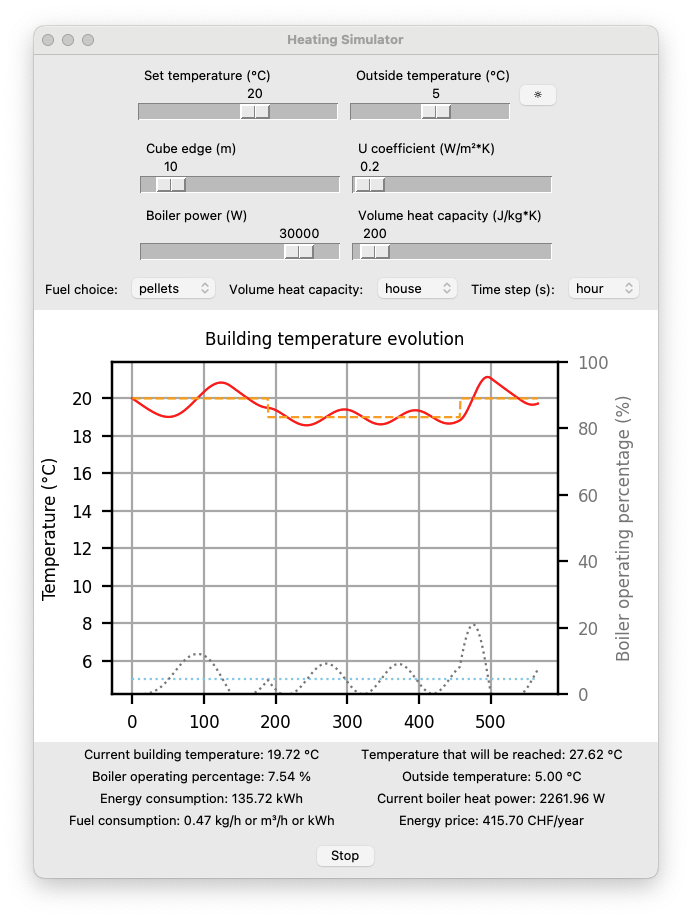 Heating Simulator
Set temperature (°C) Outside temperature (°C)
20 5
Cube edge (m) U coefficient (W/m²*K)
10 0.2
Boiler power (W) Volume heat capacity (J/kg*K)
30000 200
Fuel choice: pellets Volume heat capacity: house Time step (s): hour
Building temperature evolution
100
20
80
18
16
60
14
12
40
10
8
20
6
0
Temperature (°C)
Boiler operating percentage (%)
0 100 200 300 400 500
Current building temperature: 19.72 °C Temperature that will be reached: 27.62 °C
Boiler operating percentage: 7.54 % Outside temperature: 5.00 °C
Energy consumption: 135.72 kWh Current boiler heat power: 2261.96 W
Fuel consumption: 0.47 kg/h or m³/h or kWh Energy price: 415.70 CHF/year
Stop